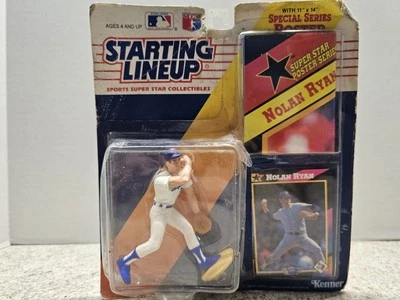 AGES 4 AND UP
WITH 11" x 14"
SPECIAL SERIES
POSTER
STARTING
LINEUP
SPORTS SUPER STAR COLLECTIBLES
SUPER STAR
POSTER SERIES
NOLAN RYAN
NOLAN RYAN
Kenner